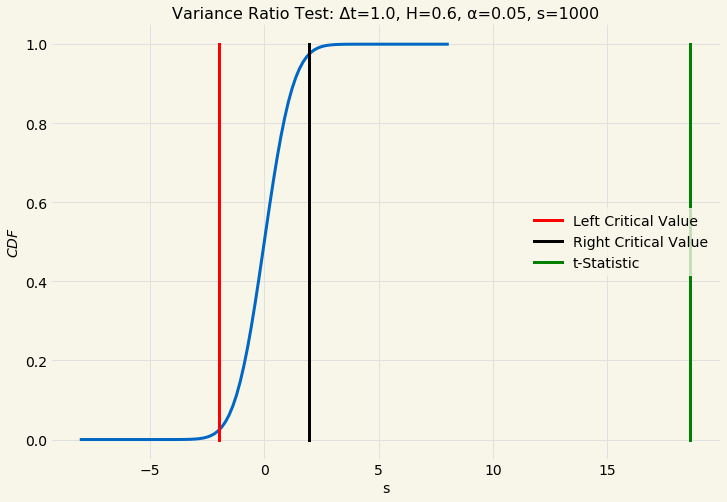 Variance Ratio Test: Δt=1.0, H=0.6, α=0.05, s=1000
1.0
0.8
0.6
0.4
0.2
0.0
CDF
Left Critical Value
Right Critical Value
t-Statistic
−5
0
5
10
15
s